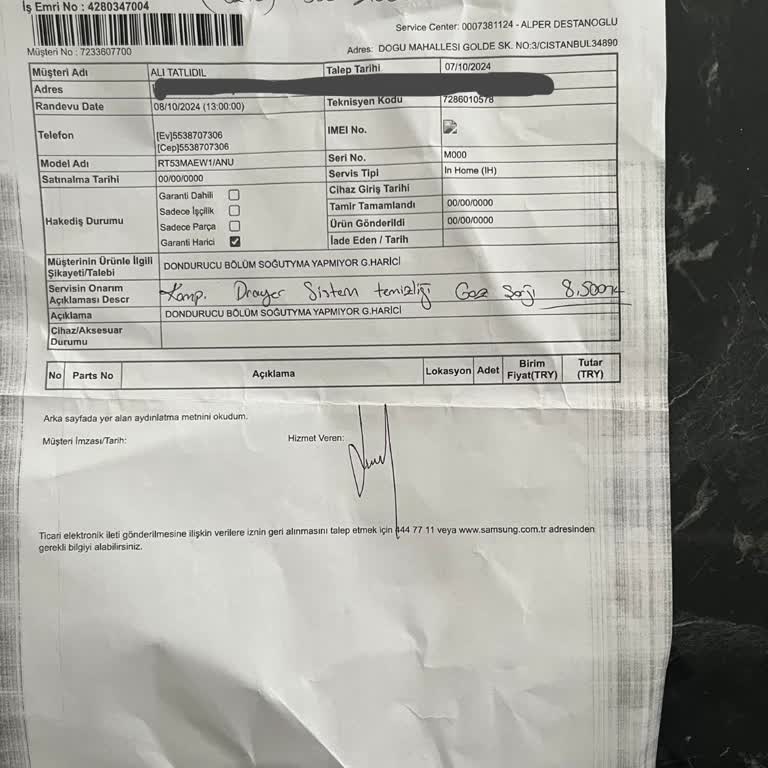 İş Emri No : 4280347004
Service Center: 0007381124 - ALPER DESTANOGLU
Müşteri No : 7233607700
Adres: DOGU MAHALLESI GOLDE SK. NO:3/CISTANBUL34890
Müşteri Adı ALI TATLIDIL Talep Tarihi 07/10/2024
Adres
Randevu Date 08/10/2024 (13:00:00) Teknisyen Kodu 7286010578
Telefon [Ev]5538707306 IMEI No.
[Cep]5538707306
Model Adı RT53MAEW1/ANU Seri No. M000
Satınalma Tarihi 00/00/0000 Servis Tipi In Home (IH)
Hakediş Durumu Garanti Dahili Cihaz Giriş Tarihi
Sadece İşçilik Tamir Tamamlandı 00/00/0000
Sadece Parça Ürün Gönderildi 00/00/0000
Garanti Harici İade Eden / Tarih
Müşterinin Ürünle İlgili Şikayeti/Talebi DONDURUCU BÖLÜM SOĞUTYMA YAPMIYOR G.HARİCİ
Servisin Onarım Açıklaması Descr Komp. Drayer Sistem temizliği Gaz Şarjı 8.500
Açıklama DONDURUCU BÖLÜM SOĞUTYMA YAPMIYOR G.HARİCİ
Cihaz/Aksesuar Durumu
No Parts No Açıklama Lokasyon Adet Birim Fiyat(TRY) Tutar (TRY)
Arka sayfada yer alan aydınlatma metnini okudum.
Müşteri İmzası/Tarih: Hizmet Veren:
Ticari elektronik ileti gönderilmesine ilişkin verilere iznin geri alınmasını talep etmek için 444 77 11 veya www.samsung.com.tr adresinden
gerekli bilgiyi alabilirsiniz.